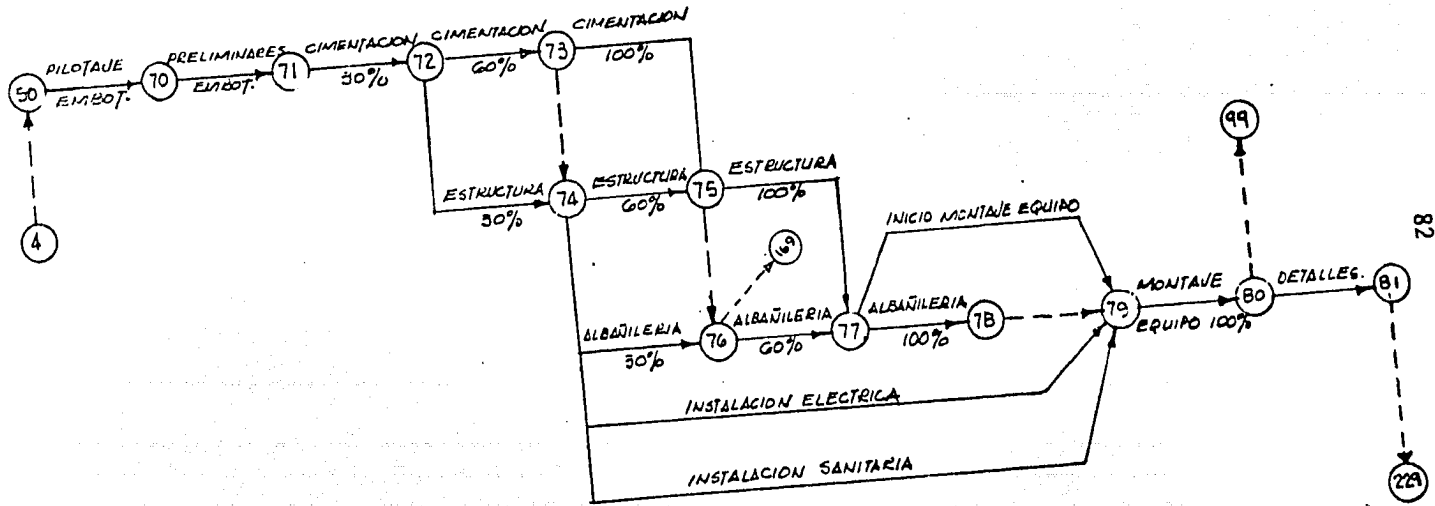 PILOTAJE
EMBOT.
PRELIMINARES
EMBOT.
CIMENTACION
30%
CIMENTACION
60%
CIMENTACION
100%
50
70
71
72
73
4
ESTRUCTURA
30%
74
ESTRUCTURA
60%
75
ESTRUCTURA
100%
169
ALBAÑILERIA
30%
76
ALBAÑILERIA
60%
77
ALBAÑILERIA
100%
78
INICIO MONTAJE EQUIPO
79
MONTAJE
EQUIPO 100%
80
DETALLES.
81
99
229
INSTALACION ELECTRICA
INSTALACION SANITARIA
82